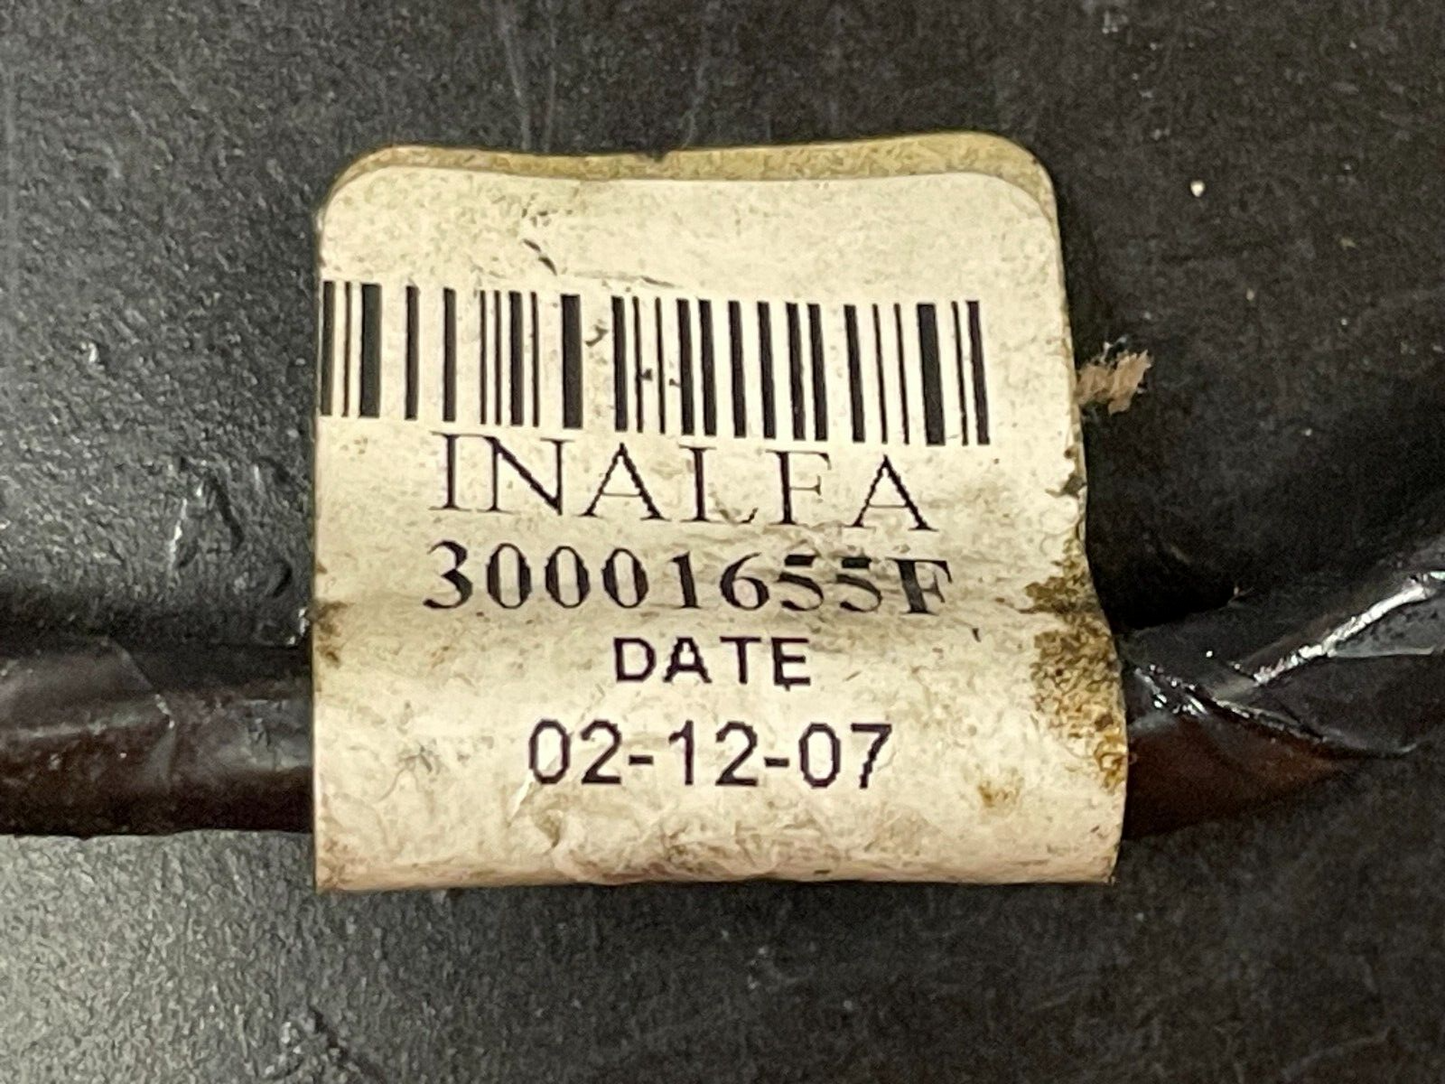 INALFA
30001655F
DATE
02-12-07